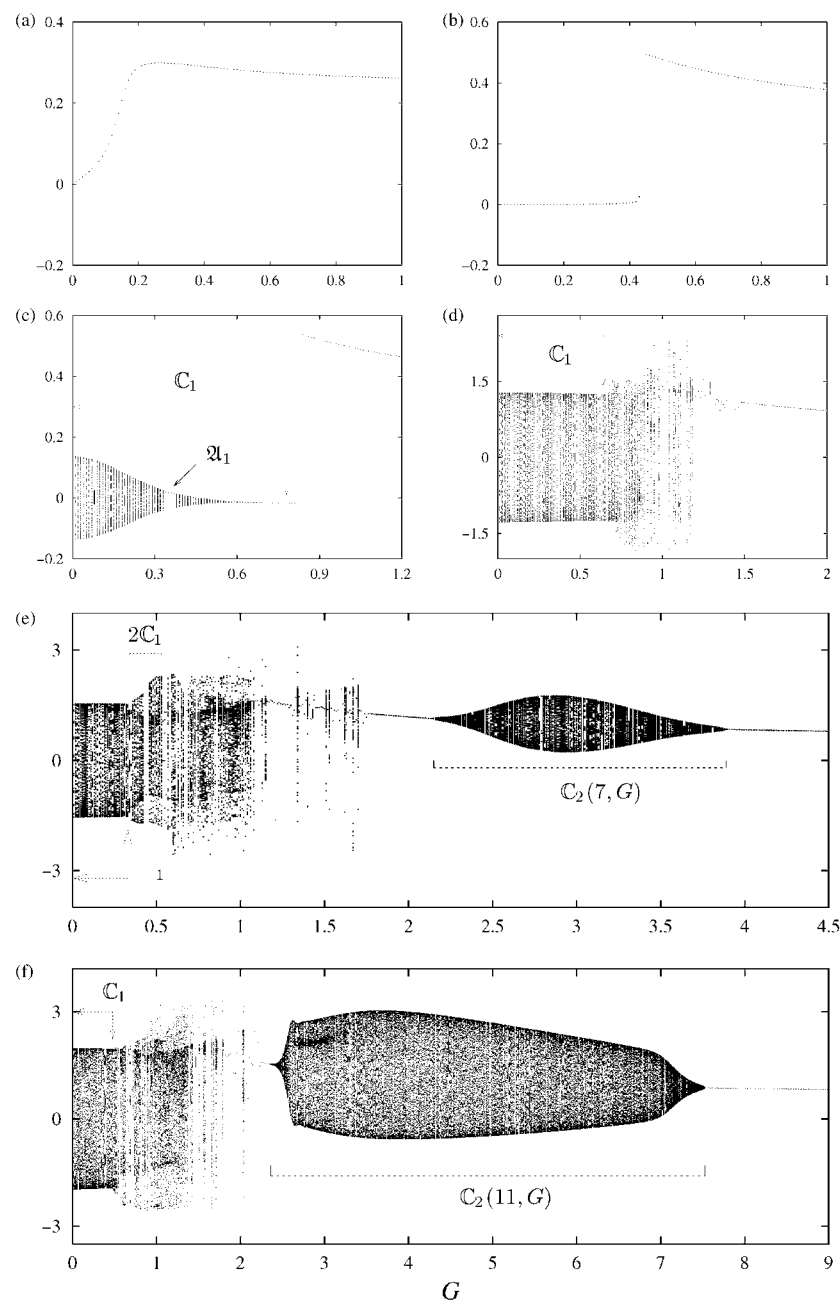 (a)
0.4
0.2
0
−0.2
0 0.2 0.4 0.6 0.8 1
(b)
0.6
0.4
0.2
0
−0.2
0 0.2 0.4 0.6 0.8 1
(c)
0.6
0.4
0.2
0
−0.2
ℂ₁
𝔄₁
0 0.3 0.6 0.9 1.2
(d)
1.5
0
−1.5
ℂ₁
0 0.5 1 1.5 2
(e)
3
0
−3
2ℂ₁
1
ℂ₂(7, G)
0 0.5 1 1.5 2 2.5 3 3.5 4 4.5
(f)
3
0
−3
ℂ₁
ℂ₂(11, G)
0 1 2 3 4 5 6 7 8 9
G